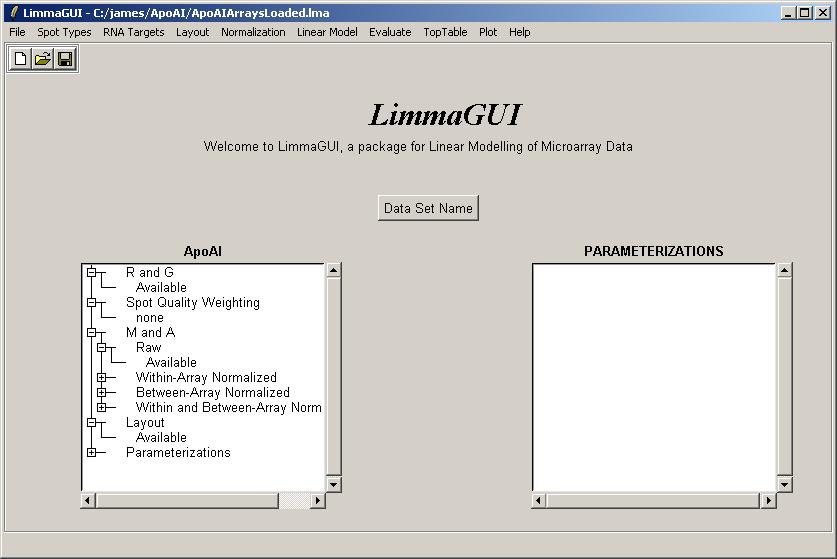 LimmaGUI - C:/james/ApoAI/ApoAIArraysLoaded.lma
File Spot Types RNA Targets Layout Normalization Linear Model Evaluate TopTable Plot Help
LimmaGUI
Welcome to LimmaGUI, a package for Linear Modelling of Microarray Data
Data Set Name
ApoAI
R and G
Available
Spot Quality Weighting
none
M and A
Raw
Available
Within-Array Normalized
Between-Array Normalized
Within and Between-Array Norm
Layout
Available
Parameterizations
PARAMETERIZATIONS